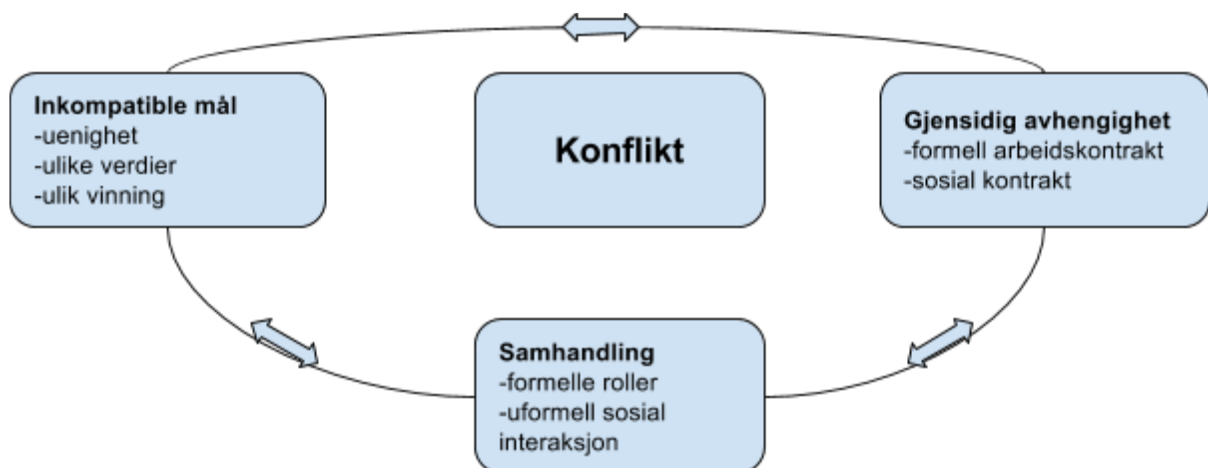 Inkompatible mål
-uenighet
-ulike verdier
-ulik vinning
Konflikt
Gjensidig avhengighet
-formell arbeidskontrakt
-sosial kontrakt
Samhandling
-formelle roller
-uformell sosial
interaksjon